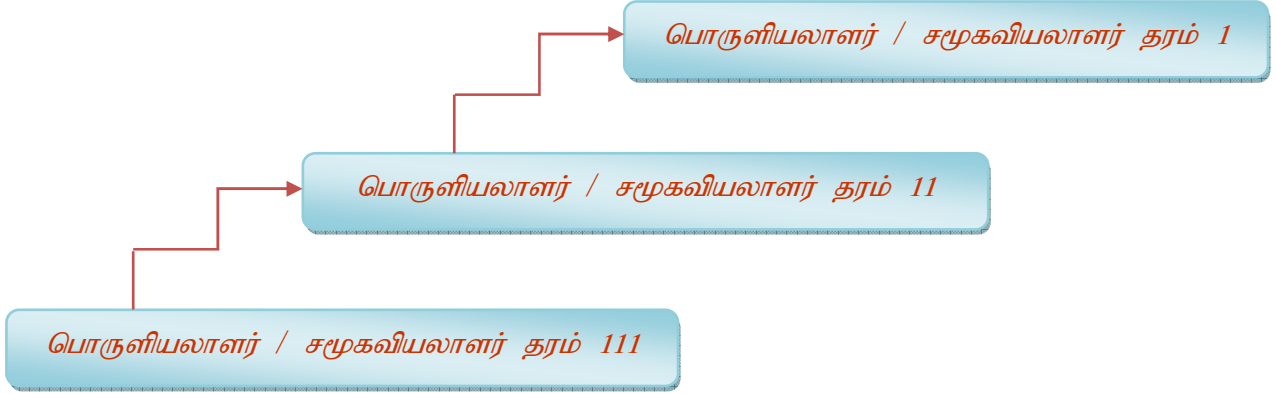 பொருளியலாளர் / சமூகவியலாளர் தரம் 1
பொருளியலாளர் / சமூகவியலாளர் தரம் 11
பொருளியலாளர் / சமூகவியலாளர் தரம் 111